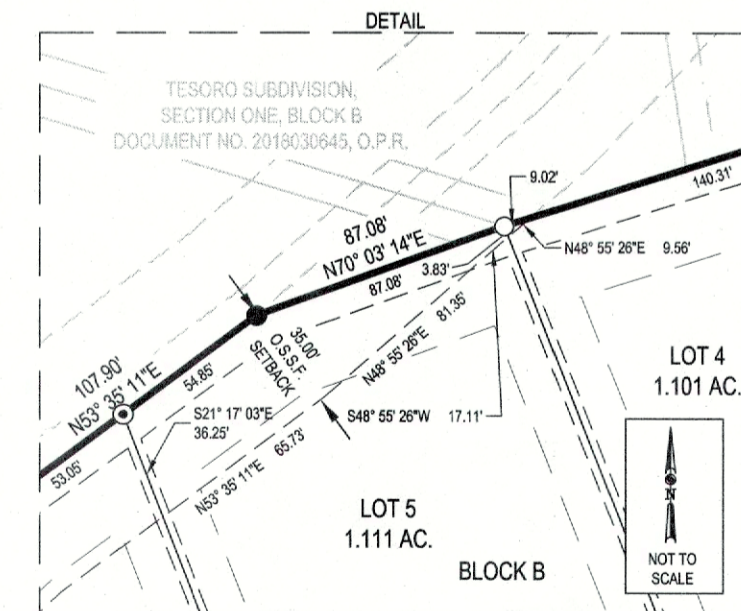 DETAIL
TESORO SUBDIVISION,
SECTION ONE, BLOCK B
DOCUMENT NO. 2018030645, O.P.R.
9.02'
140.31'
87.08'
N70° 03' 14"E
N48° 55' 26"E 9.56'
3.83'
87.08'
35.00'
O.S.S.F.
SETBACK
N48° 55' 26"E 81.35'
107.90'
N53° 35' 11"E
54.85'
LOT 4
1.101 AC.
S21° 17' 03"E
36.25'
S48° 55' 26"W 17.11'
53.05'
N53° 35' 11"E 65.73'
LOT 5
1.111 AC.
BLOCK B
N
NOT TO
SCALE